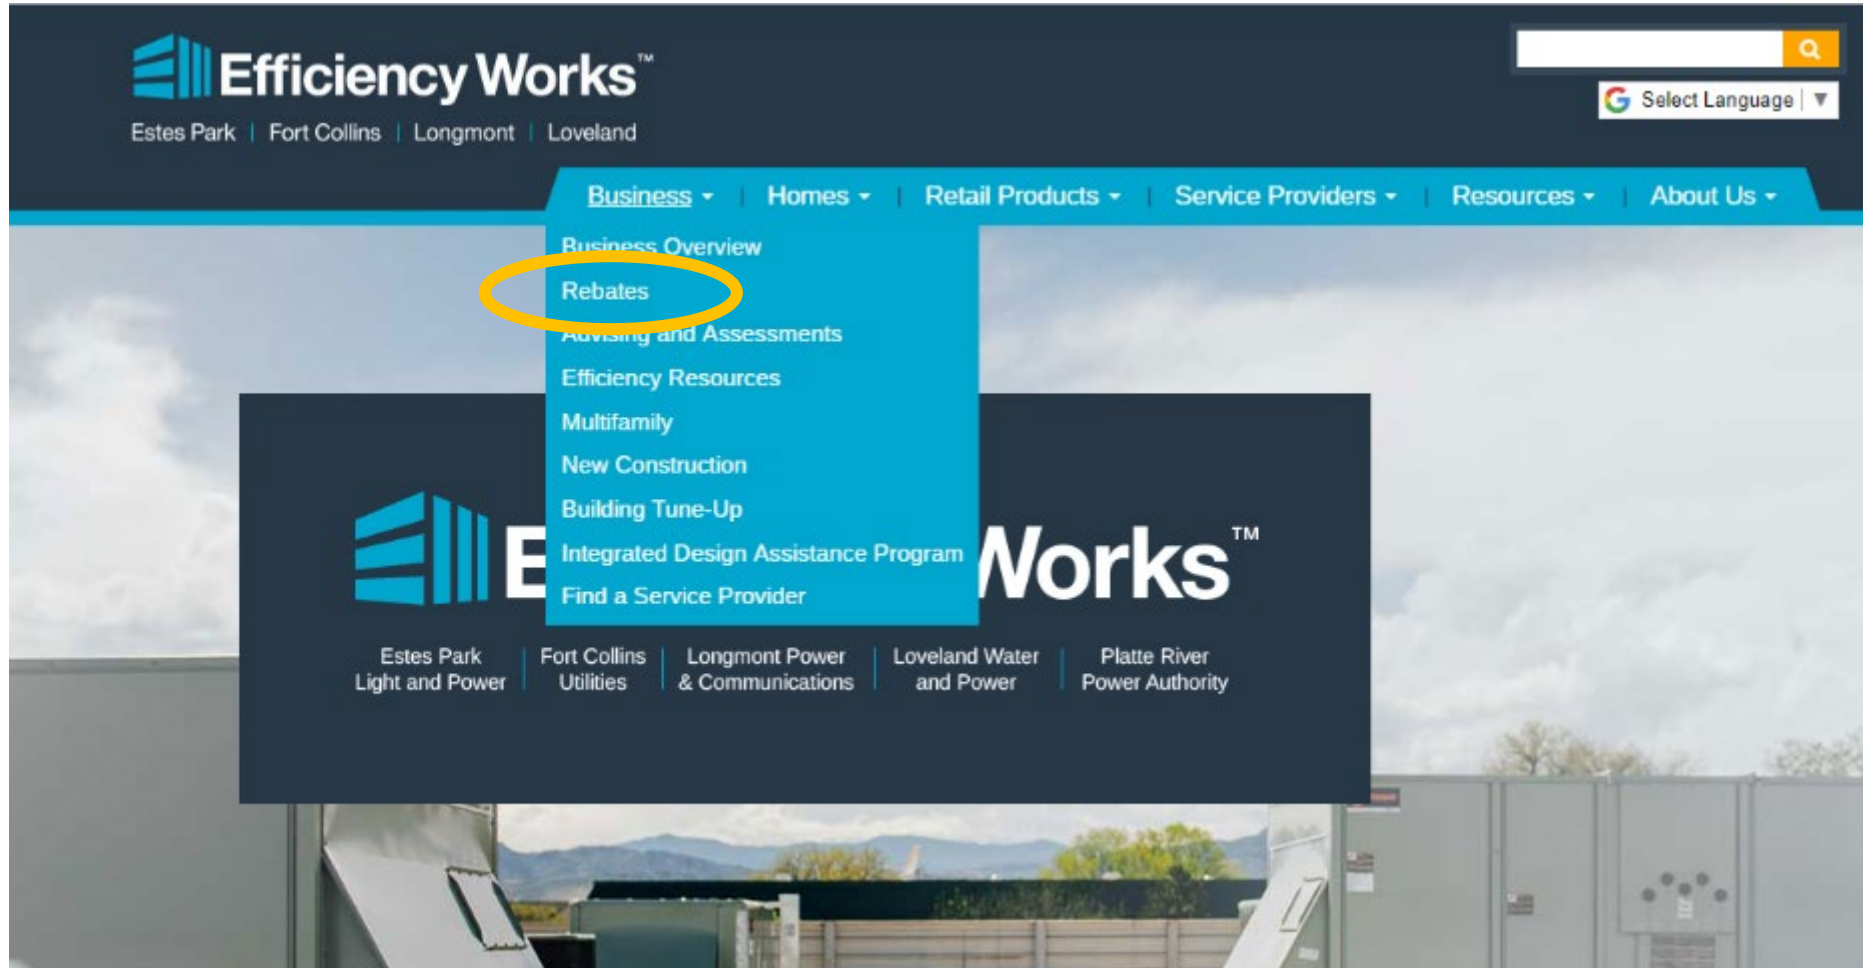 Efficiency Works™
Estes Park | Fort Collins | Longmont | Loveland
Select Language | ▼
Business | Homes | Retail Products | Service Providers | Resources | About Us
Business Overview
Rebates
Advising and Assessments
Efficiency Resources
Multifamily
New Construction
Building Tune-Up
Integrated Design Assistance Program
Find a Service Provider
E Works™
Estes Park
Light and Power
Fort Collins
Utilities
Longmont Power
& Communications
Loveland Water
and Power
Platte River
Power Authority